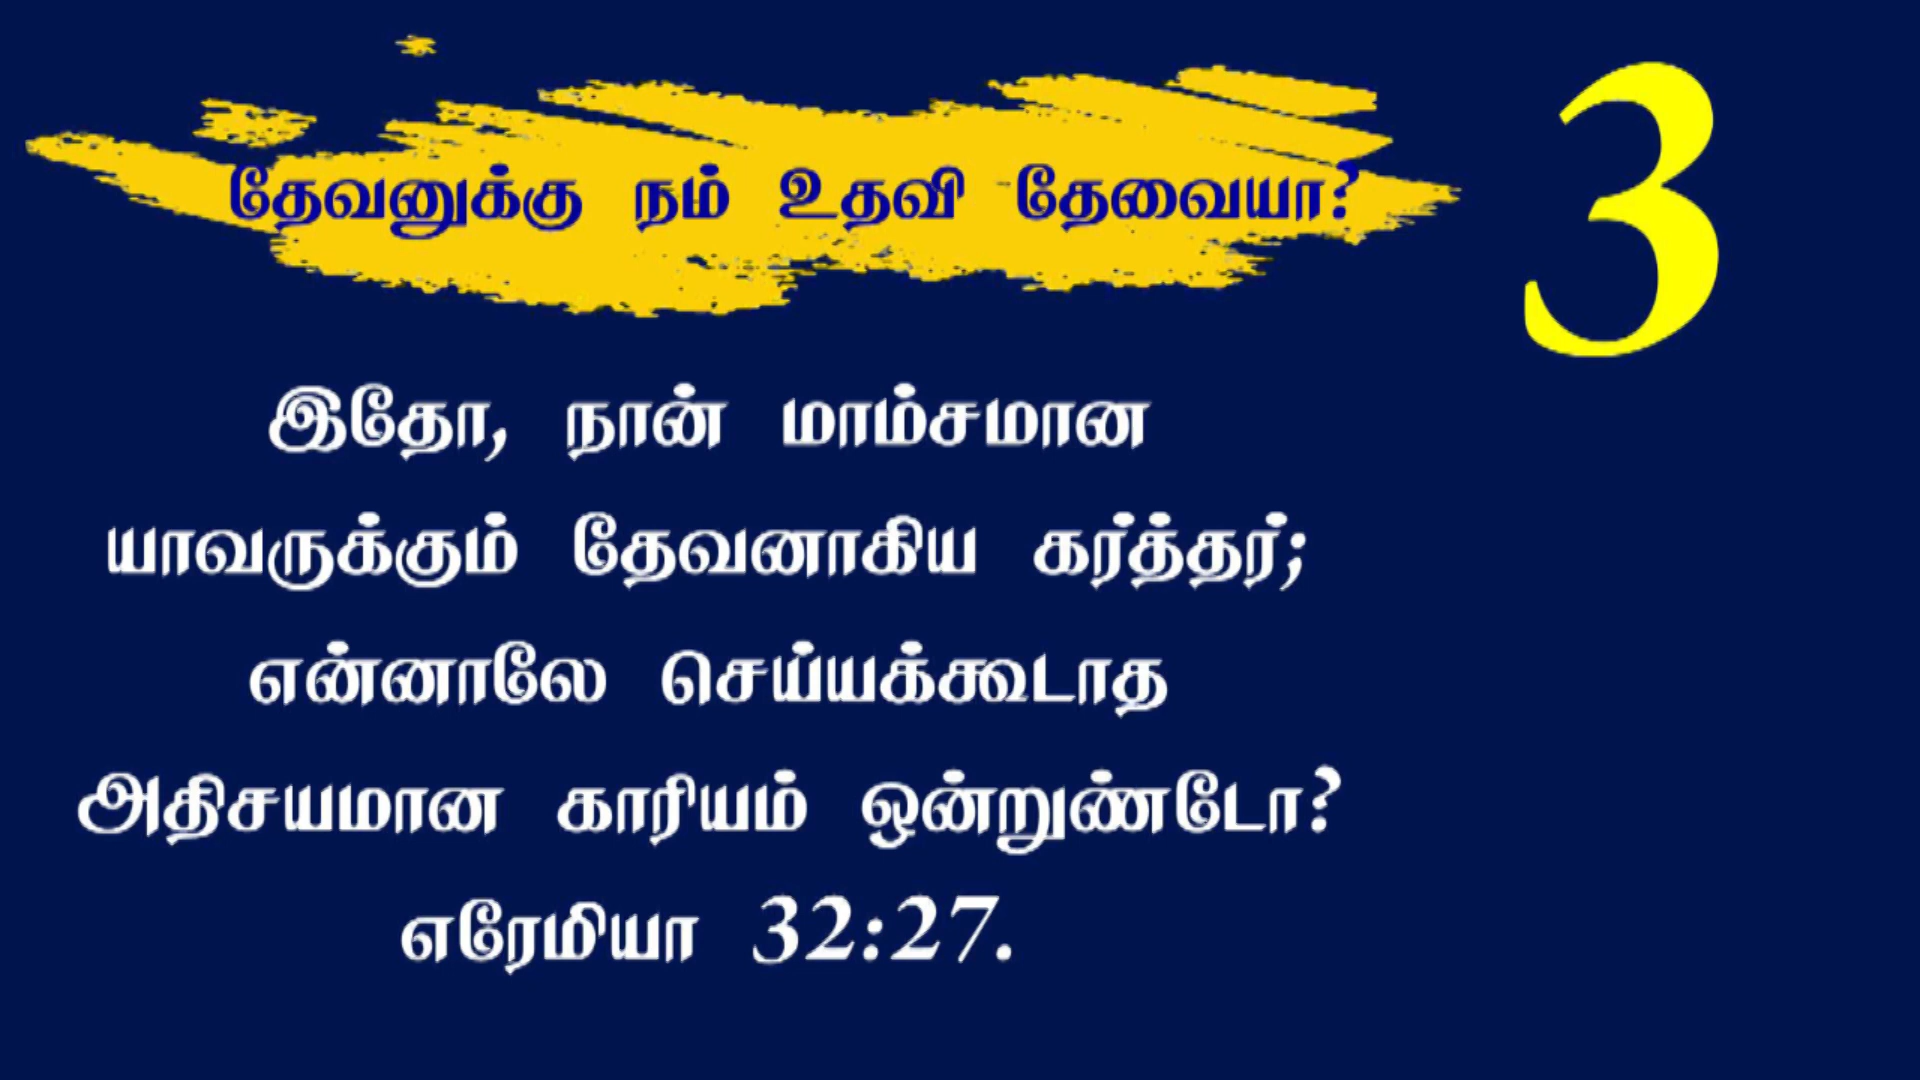 தேவனுக்கு நம் உதவி தேவையா?
3
இதோ, நான் மாம்சமான
யாவருக்கும் தேவனாகிய கர்த்தர்;
என்னாலே செய்யக்கூடாத
அதிசயமான காரியம் ஒன்றுண்டோ?
எரேமியா 32:27.